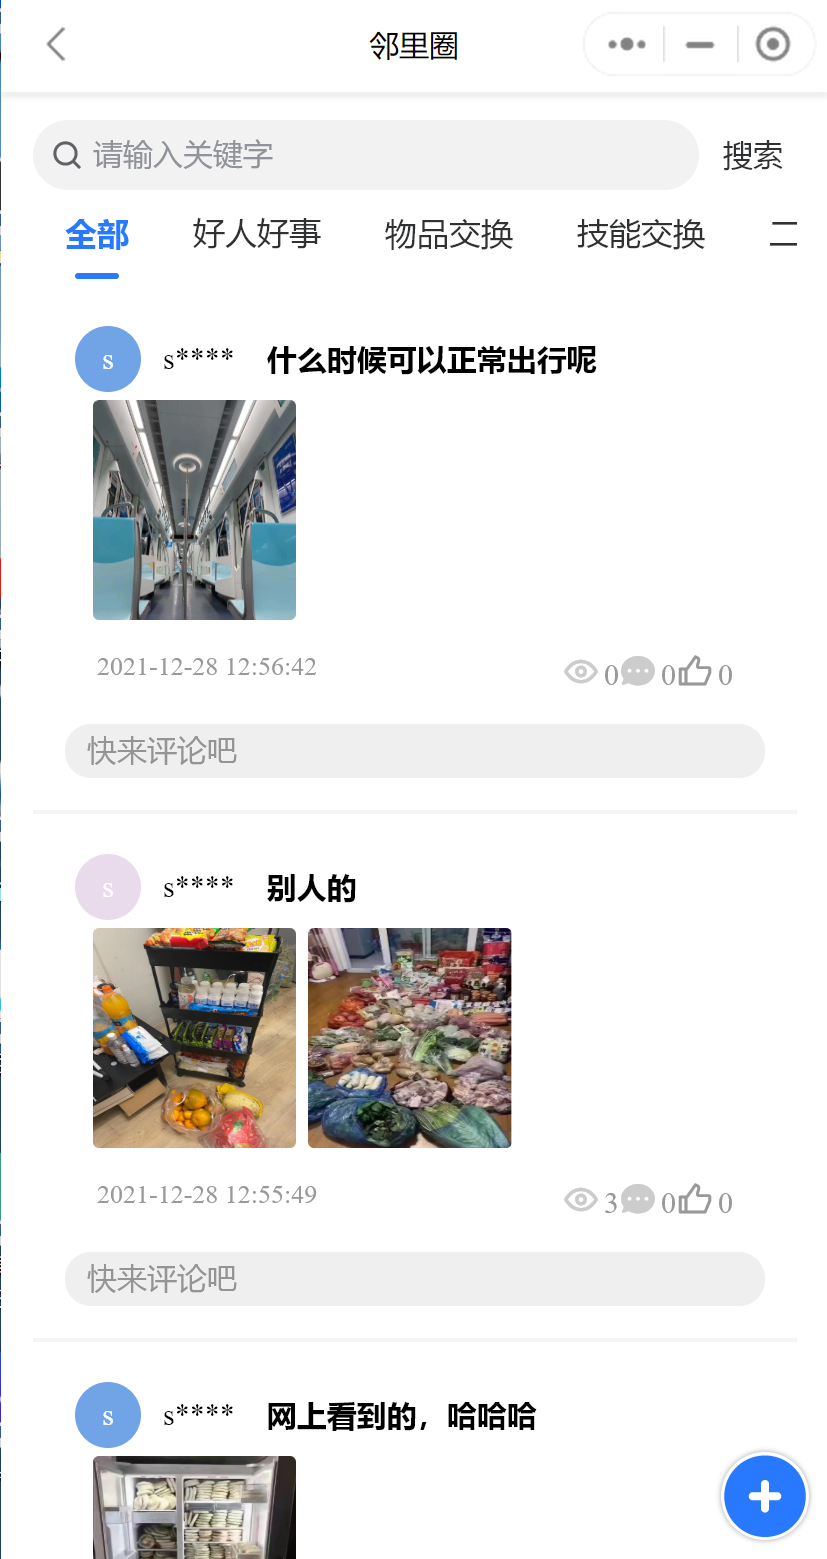 邻里圈
请输入关键字 搜索
全部 好人好事 物品交换 技能交换 二
s s**** 什么时候可以正常出行呢
2021-12-28 12:56:42 0 0 0
快来评论吧
s s**** 别人的
2021-12-28 12:55:49 3 0 0
快来评论吧
s s**** 网上看到的，哈哈哈